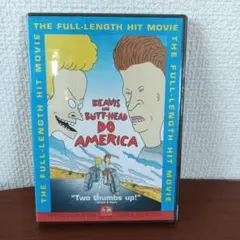 THE FULL-LENGTH HIT MOVIE
THE FULL-LENGTH HIT MOVIE
THE FULL-LENGTH HIT MOVIE
BEAVIS
AND
BUTT-HEAD
DO
AMERICA
"Two thumbs up!"